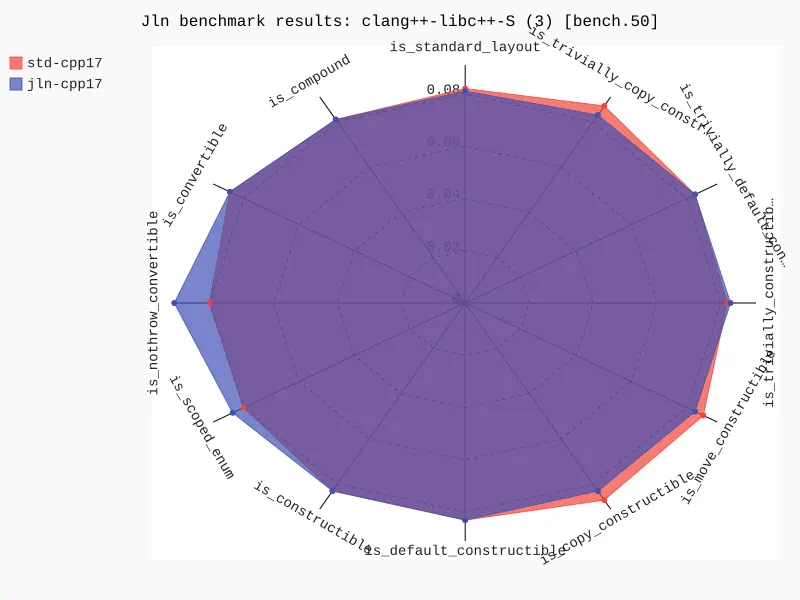 Jln benchmark results: clang++-libc++-S (3) [bench.50]
std-cpp17
jln-cpp17
is_standard_layout
is_trivially_copy_constr…
is_trivially_default_con…
is_trivially_constructib…
is_move_constructible
is_copy_constructible
is_default_constructible
is_constructible
is_scoped_enum
is_nothrow_convertible
is_convertible
is_compound
0.08
0.06
0.04
0.02
0